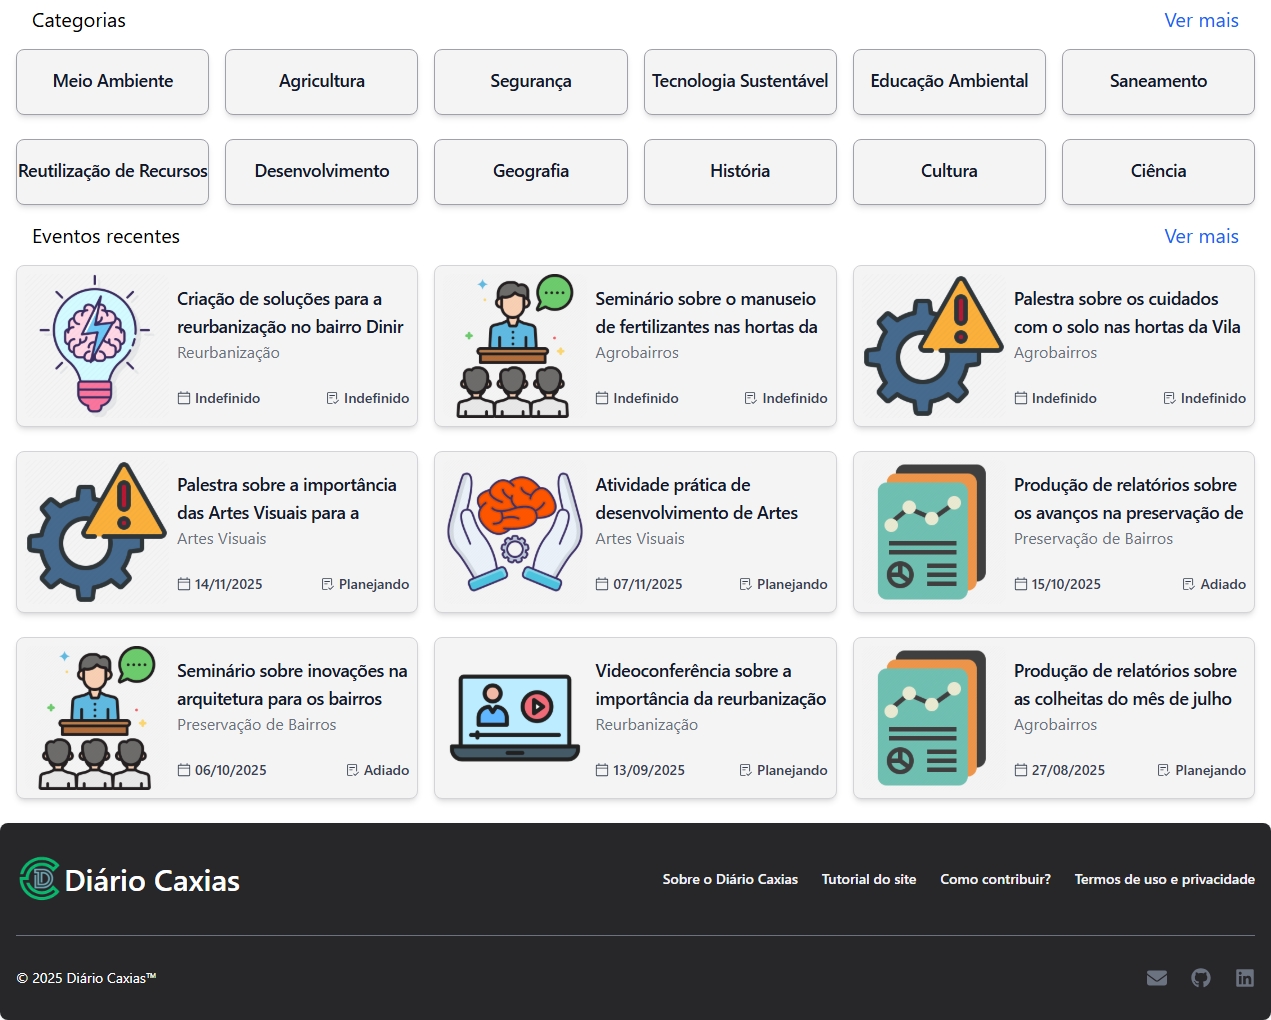 Categorias
Ver mais
Meio Ambiente
Agricultura
Segurança
Tecnologia Sustentável
Educação Ambiental
Saneamento
Reutilização de Recursos
Desenvolvimento
Geografia
História
Cultura
Ciência
Eventos recentes
Ver mais
Criação de soluções para a
reurbanização no bairro Dinir
Reurbanização
Indefinido
Indefinido
Seminário sobre o manuseio
de fertilizantes nas hortas da
Agrobairros
Indefinido
Indefinido
Palestra sobre os cuidados
com o solo nas hortas da Vila
Agrobairros
Indefinido
Indefinido
Palestra sobre a importância
das Artes Visuais para a
Artes Visuais
14/11/2025
Planejando
Atividade prática de
desenvolvimento de Artes
Artes Visuais
07/11/2025
Planejando
Produção de relatórios sobre
os avanços na preservação de
Preservação de Bairros
15/10/2025
Adiado
Seminário sobre inovações na
arquitetura para os bairros
Preservação de Bairros
06/10/2025
Adiado
Videoconferência sobre a
importância da reurbanização
Reurbanização
13/09/2025
Planejando
Produção de relatórios sobre
as colheitas do mês de julho
Agrobairros
27/08/2025
Planejando
Diário Caxias
Sobre o Diário Caxias
Tutorial do site
Como contribuir?
Termos de uso e privacidade
© 2025 Diário Caxias™